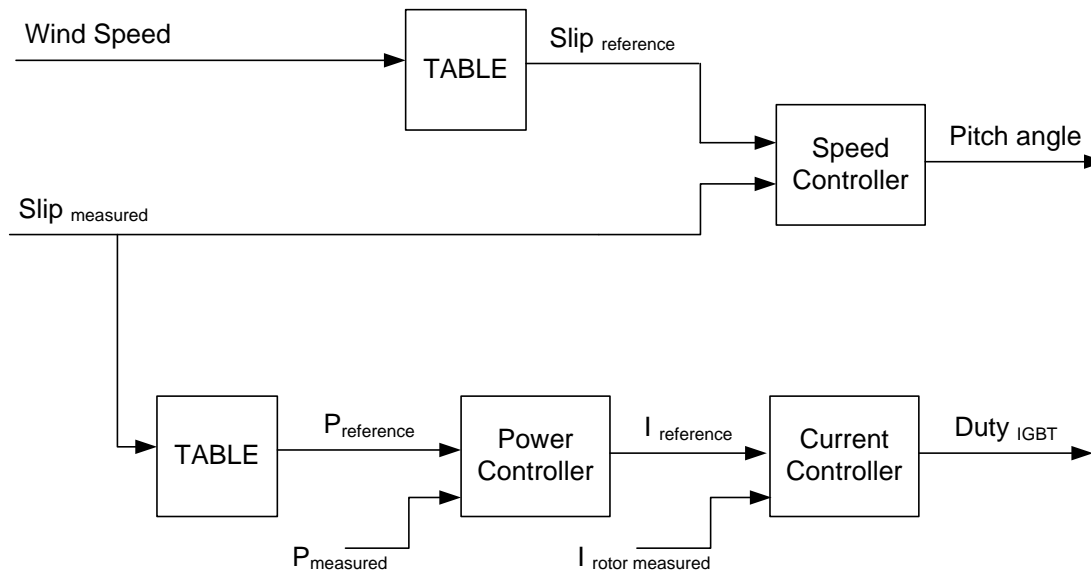 Wind Speed
TABLE
Slip reference
Speed
Controller
Pitch angle
Slip measured
TABLE
Preference
Power
Controller
I reference
Current
Controller
Duty IGBT
Pmeasured
I rotor measured